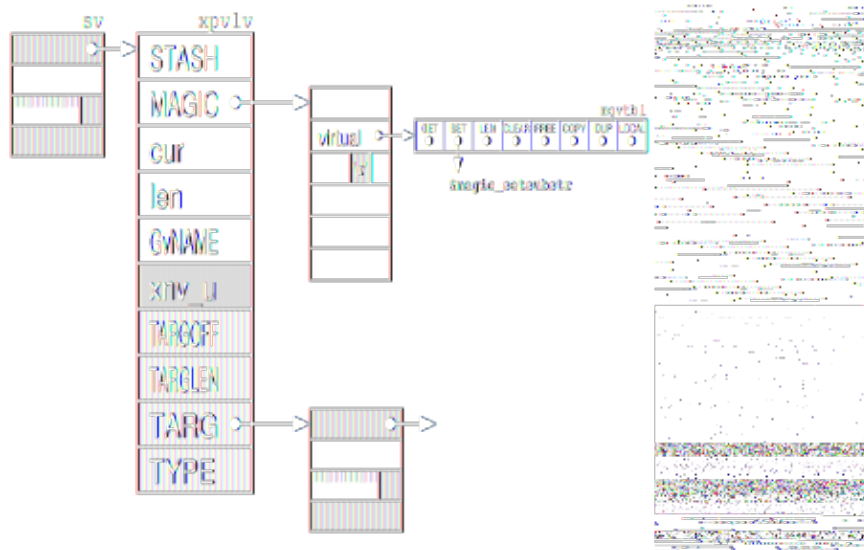 sv
xpvlv
STASH
MAGIC
cur
len
GvNAME
xnv_u
TARGOFF
TARGLEN
TARG
TYPE
virtual
mgvtbl
GET SET LEN CLEAR FREE COPY DUP LOCAL
&magic_setsubstr